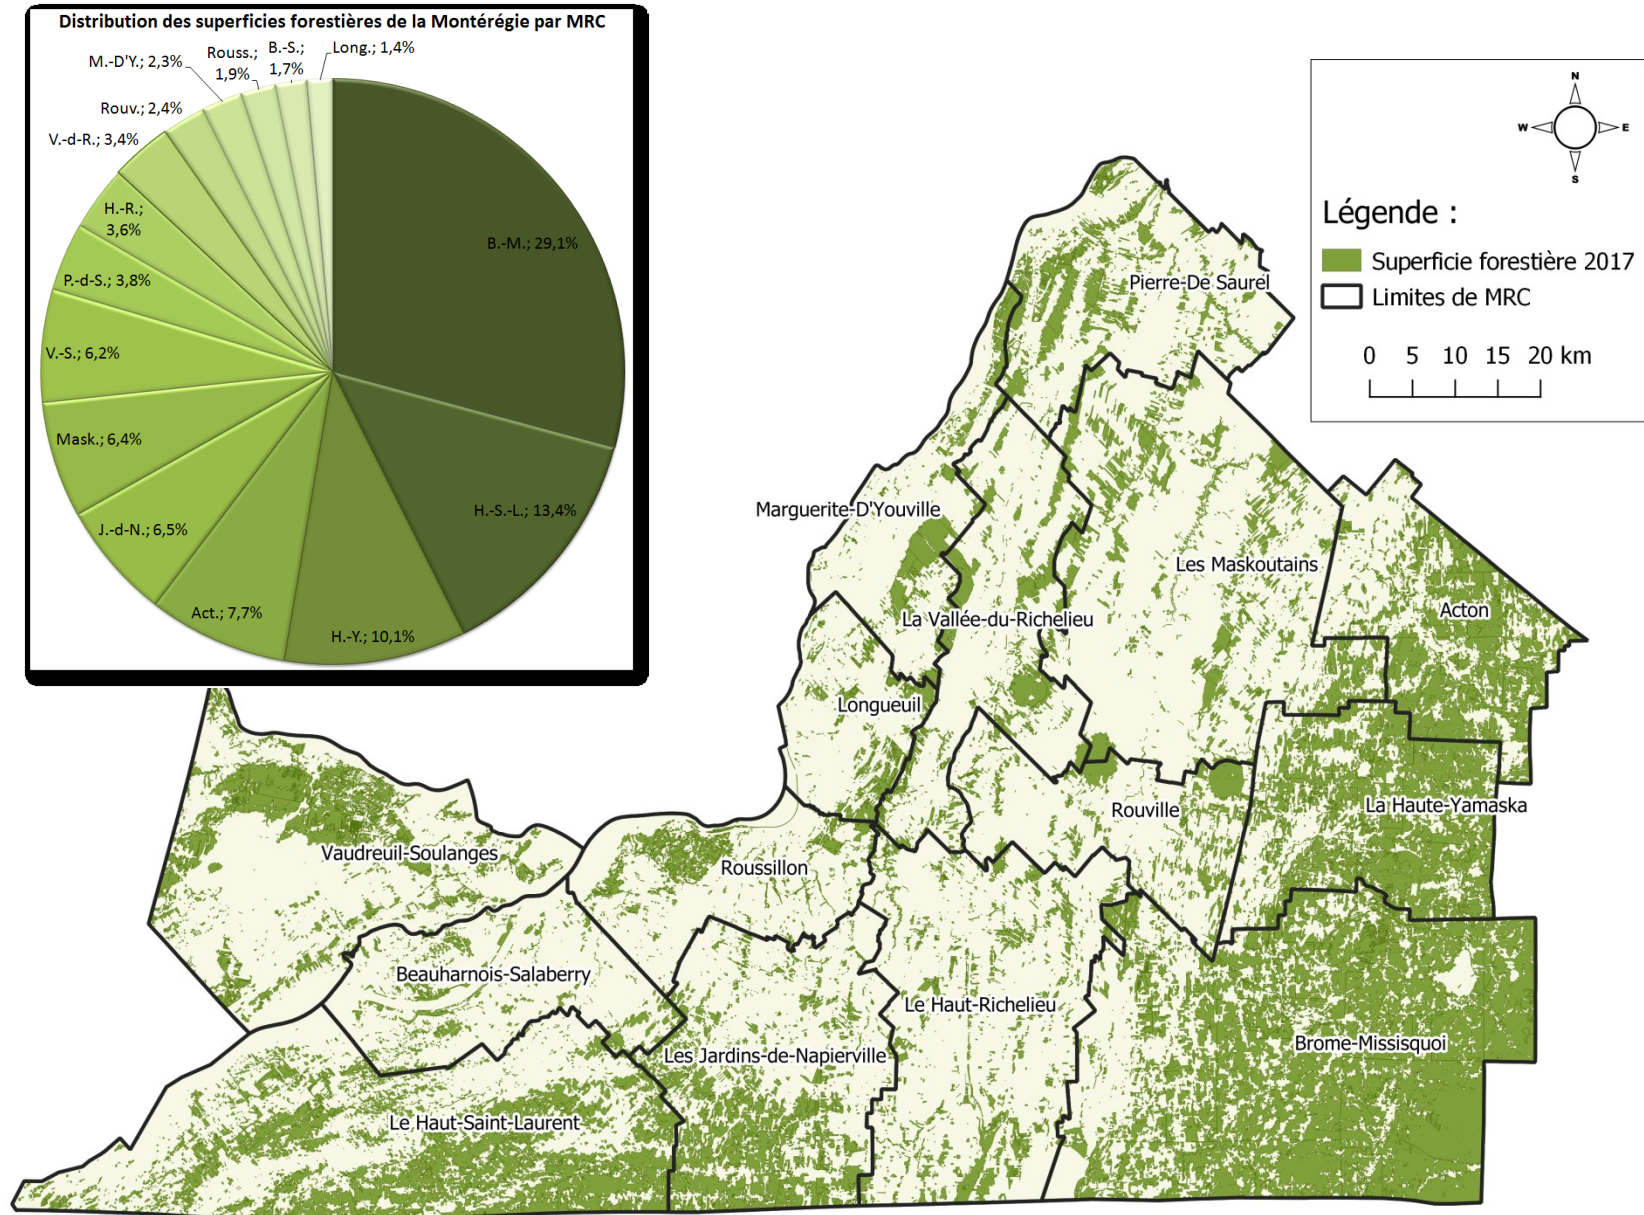 Distribution des superficies forestières de la Montérégie par MRC
M.-D'Y.; 2,3%
Rouss.;
1,9%
B.-S.;
1,7%
Long.; 1,4%
Rouv.; 2,4%
V.-d-R.; 3,4%
H.-R.;
3,6%
P.-d-S.; 3,8%
V.-S.; 6,2%
Mask.; 6,4%
J.-d-N.; 6,5%
Act.; 7,7%
H.-Y.; 10,1%
H.-S.-L.; 13,4%
B.-M.; 29,1%
N
W
E
S
Légende :
Superficie forestière 2017
Limites de MRC
0 5 10 15 20 km
Pierre-De Saurel
Marguerite-D'Youville
Les Maskoutains
Acton
La Vallée-du-Richelieu
Longueuil
Rouville
La Haute-Yamaska
Vaudreuil-Soulanges
Roussillon
Beauharnois-Salaberry
Le Haut-Richelieu
Les Jardins-de-Napierville
Brome-Missisquoi
Le Haut-Saint-Laurent